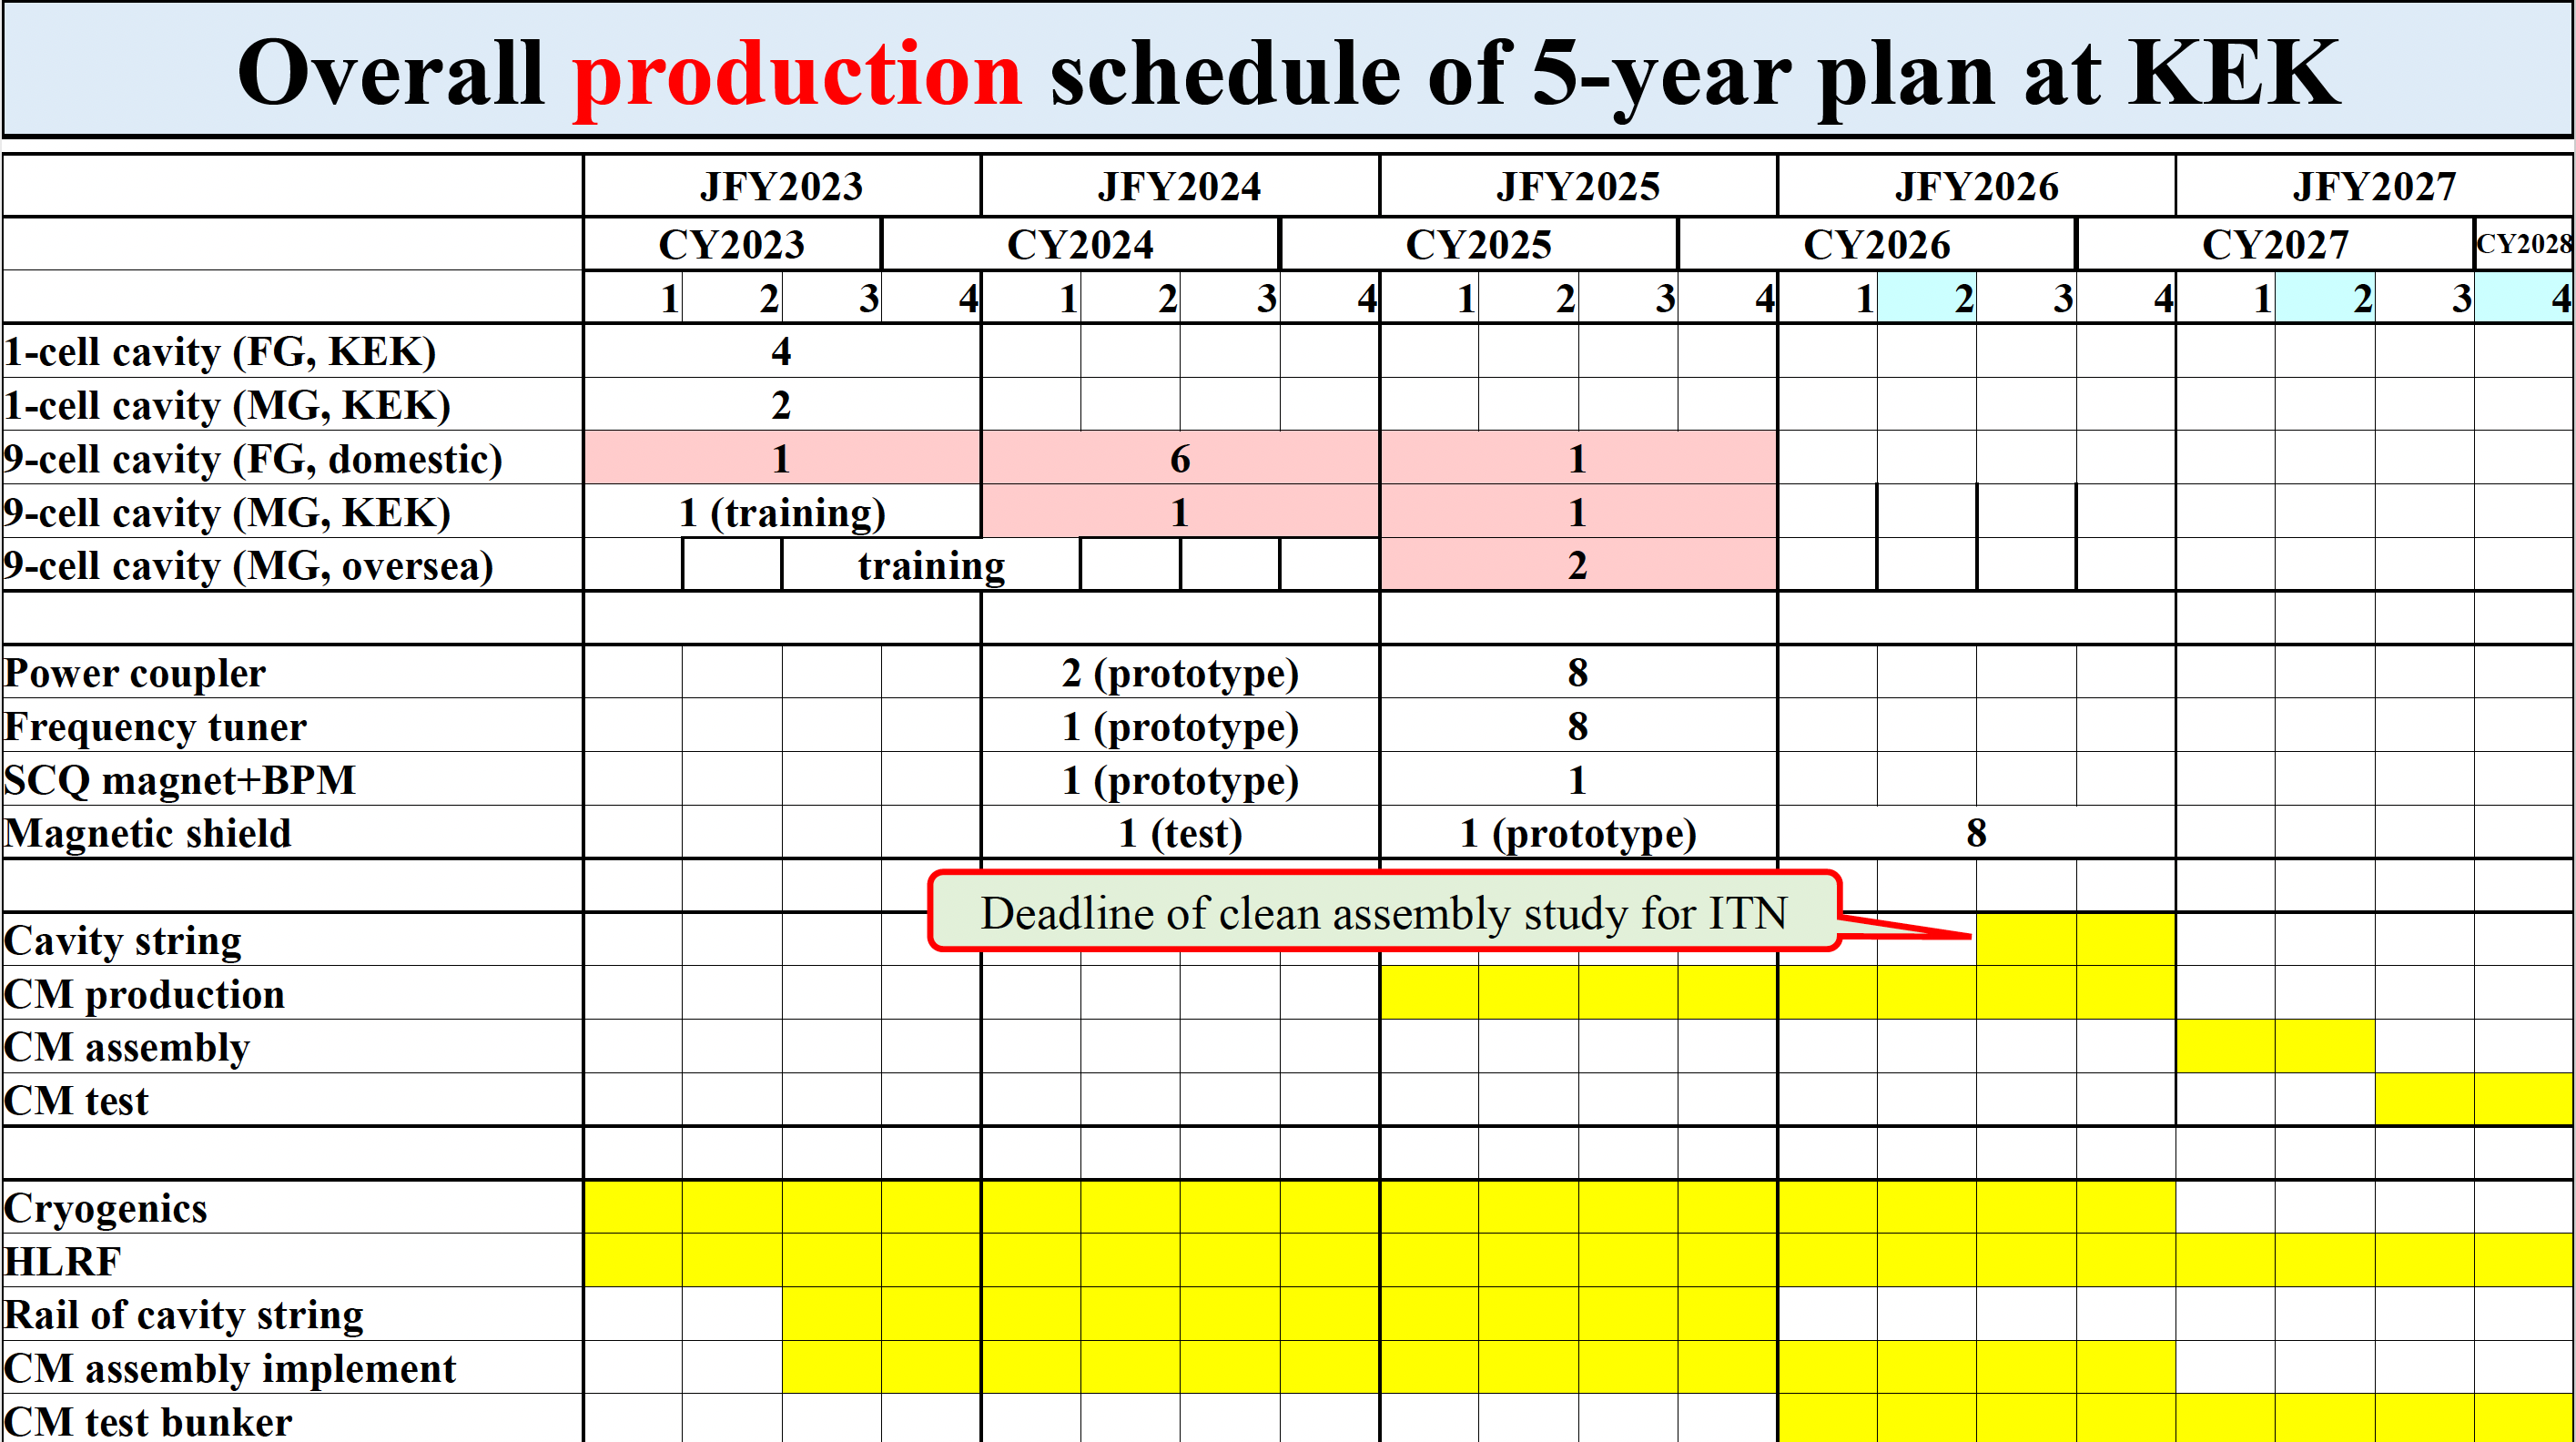 Overall production schedule of 5-year plan at KEK
JFY2023 JFY2024 JFY2025 JFY2026 JFY2027
CY2023 CY2024 CY2025 CY2026 CY2027 CY2028
1 2 3 4 1 2 3 4 1 2 3 4 1 2 3 4 1 2 3 4
1-cell cavity (FG, KEK) 4
1-cell cavity (MG, KEK) 2
9-cell cavity (FG, domestic) 1 6 1
9-cell cavity (MG, KEK) 1 (training) 1 1
9-cell cavity (MG, oversea) training 2
Power coupler 2 (prototype) 8
Frequency tuner 1 (prototype) 8
SCQ magnet+BPM 1 (prototype) 1
Magnetic shield 1 (test) 1 (prototype) 8
Deadline of clean assembly study for ITN
Cavity string
CM production
CM assembly
CM test
Cryogenics
HLRF
Rail of cavity string
CM assembly implement
CM test bunker